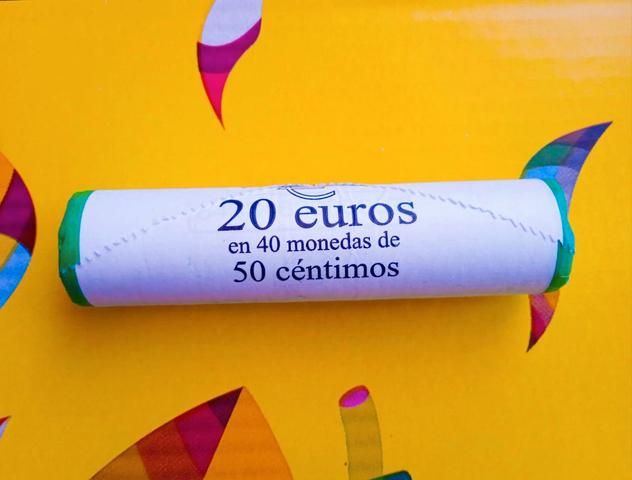 20 euros
en 40 monedas de
50 céntimos